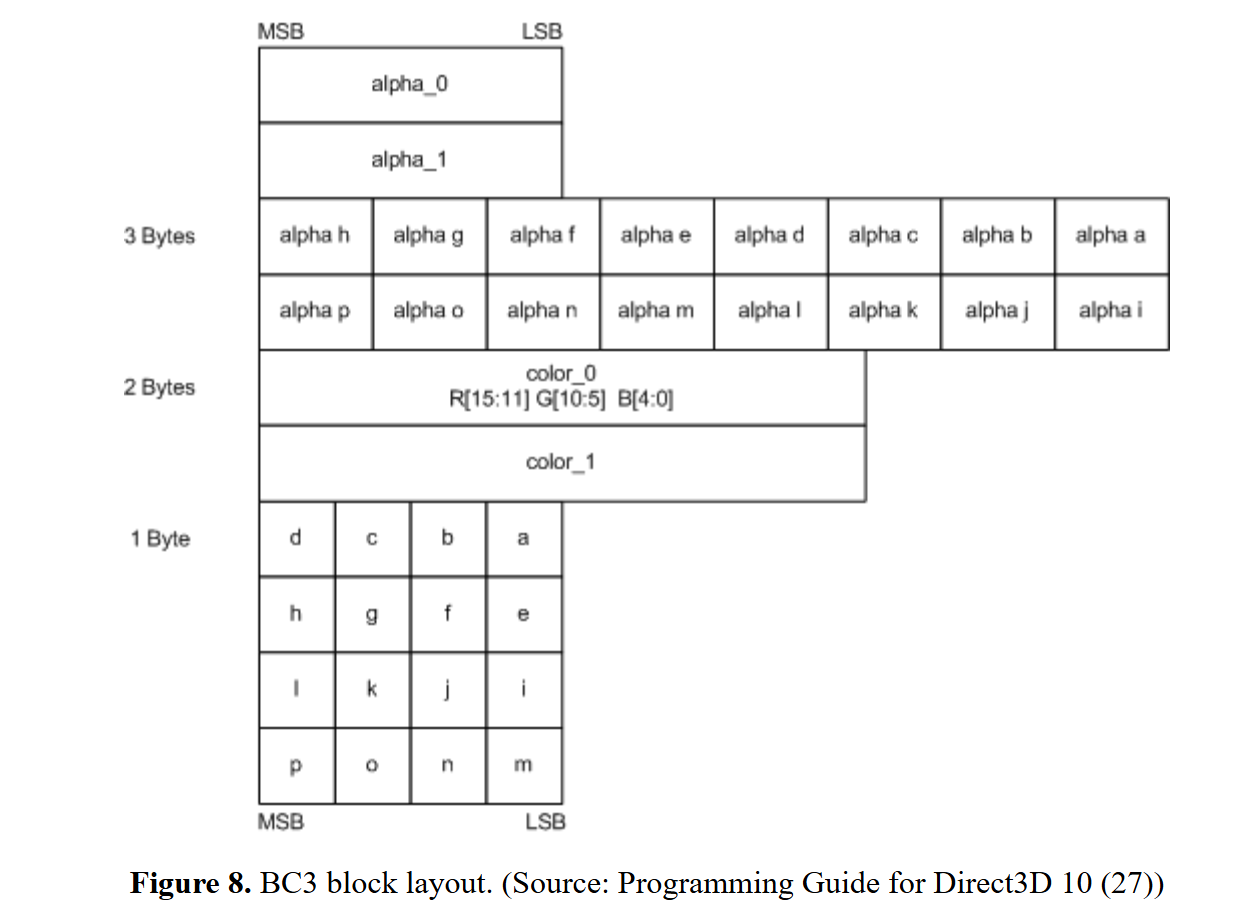 MSB LSB
alpha_0
alpha_1
3 Bytes alpha h alpha g alpha f alpha e alpha d alpha c alpha b alpha a
alpha p alpha o alpha n alpha m alpha l alpha k alpha j alpha i
2 Bytes color_0
R[15:11] G[10:5] B[4:0]
color_1
1 Byte d c b a
h g f e
l k j i
p o n m
MSB LSB
Figure 8. BC3 block layout. (Source: Programming Guide for Direct3D 10 (27))